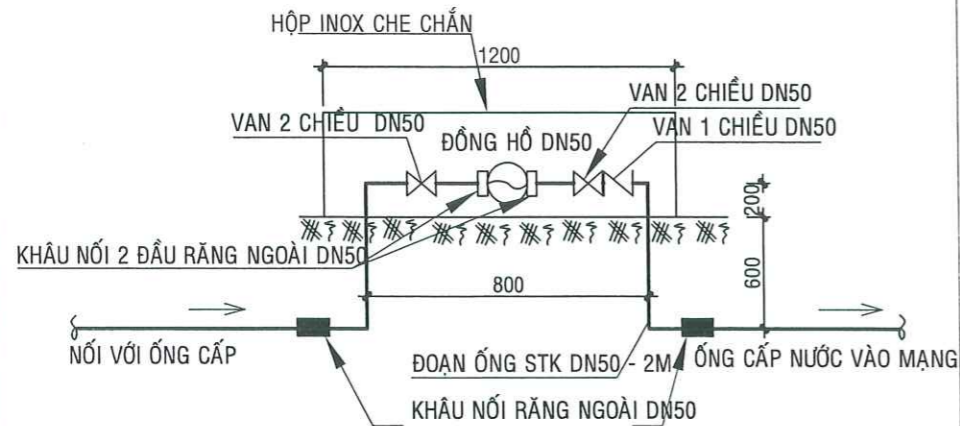 HỘP INOX CHE CHẮN
1200
VAN 2 CHIỀU DN50
VAN 2 CHIỀU DN50
ĐỒNG HỒ DN50
VAN 1 CHIỀU DN50
200
KHÂU NỐI 2 ĐẦU RĂNG NGOÀI DN50
600
800
NỐI VỚI ỐNG CẤP
ĐOẠN ỐNG STK DN50 - 2M
ỐNG CẤP NƯỚC VÀO MẠNG
KHÂU NỐI RĂNG NGOÀI DN50